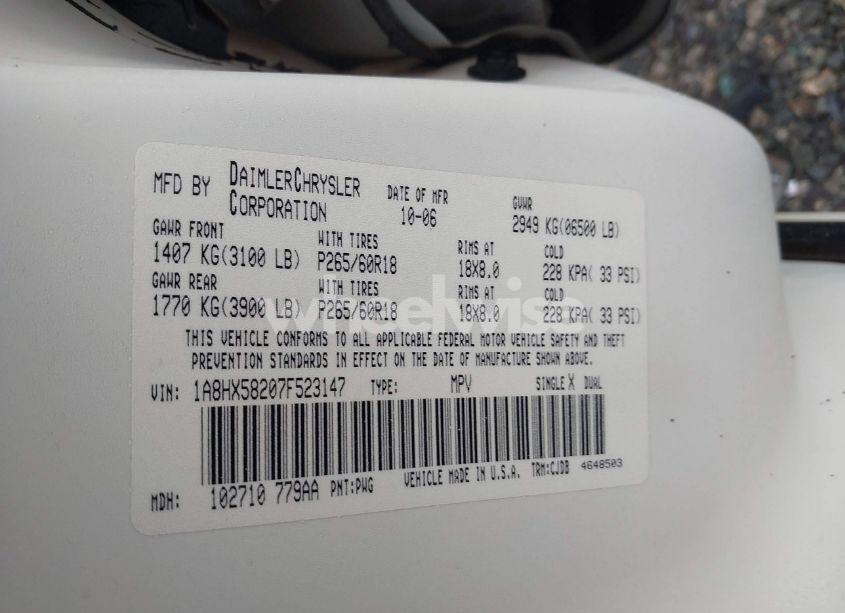 MFD BY DAIMLERCHRYSLER CORPORATION DATE OF MFR 10-06 GVWR 2949 KG(06500 LB)
GAWR FRONT WITH TIRES RIMS AT COLD
1407 KG(3100 LB) P265/60R18 18X8.0 228 KPA( 33 PSI)
GAWR REAR WITH TIRES RIMS AT COLD
1770 KG(3900 LB) P265/60R18 18X8.0 228 KPA( 33 PSI)
THIS VEHICLE CONFORMS TO ALL APPLICABLE FEDERAL MOTOR VEHICLE SAFETY AND THEFT
PREVENTION STANDARDS IN EFFECT ON THE DATE OF MANUFACTURE SHOWN ABOVE.
VIN: 1A8HX58207F523147 TYPE: MPV SINGLE X DUAL
MDH: 102710 779AA PNT:PWG VEHICLE MADE IN U.S.A. TRM:CJDB 4648503
wheelwise